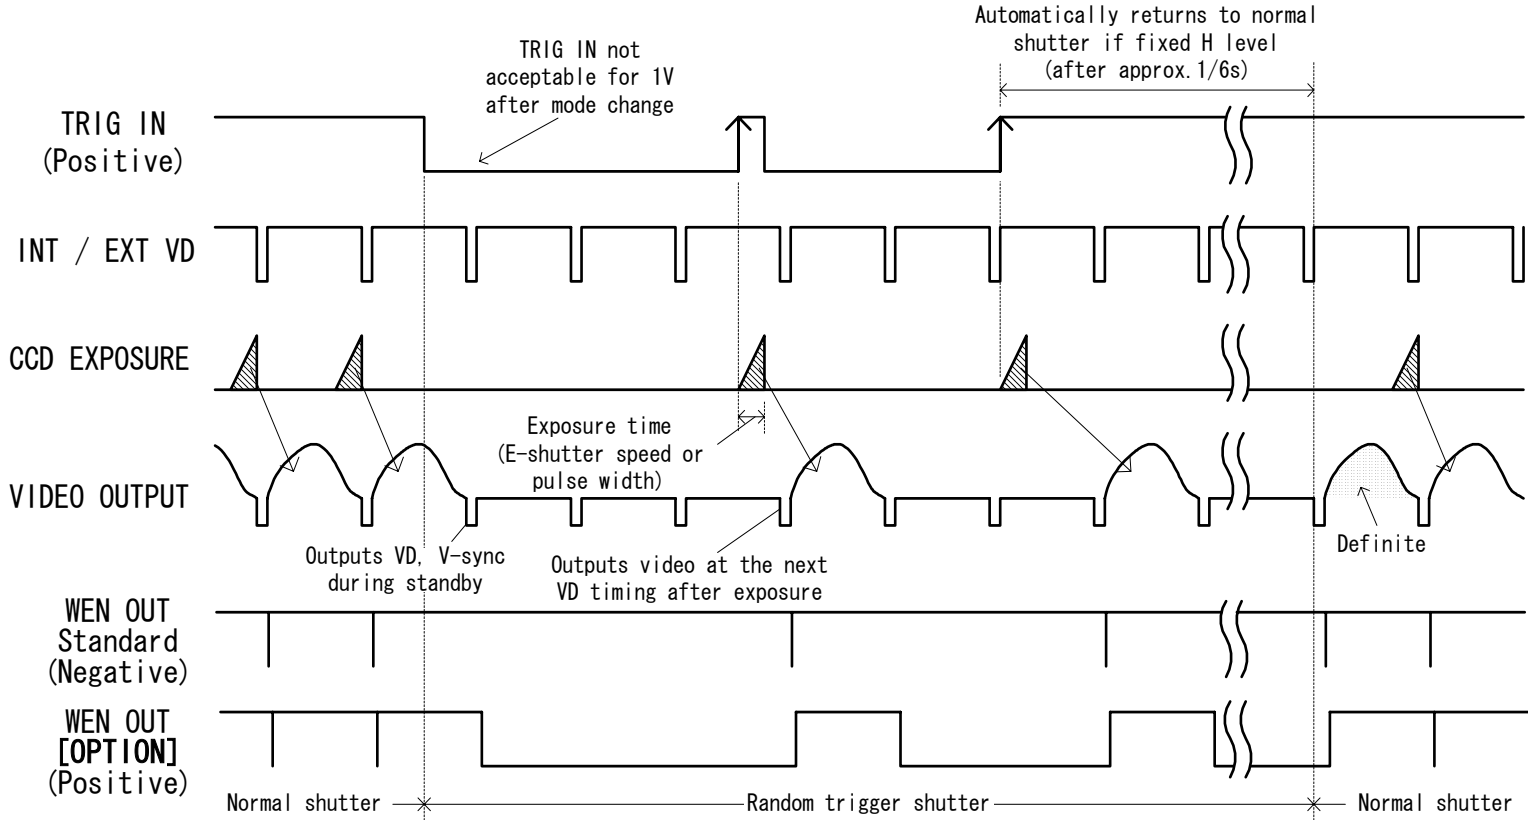 Automatically returns to normal
shutter if fixed H level
(after approx.1/6s)
TRIG IN not
acceptable for 1V
after mode change
TRIG IN
(Positive)
INT / EXT VD
CCD EXPOSURE
Exposure time
(E-shutter speed or
pulse width)
VIDEO OUTPUT
Definite
Outputs VD, V-sync
during standby
Outputs video at the next
VD timing after exposure
WEN OUT
Standard
(Negative)
WEN OUT
[OPTION]
(Positive)
Normal shutter
Random trigger shutter
Normal shutter